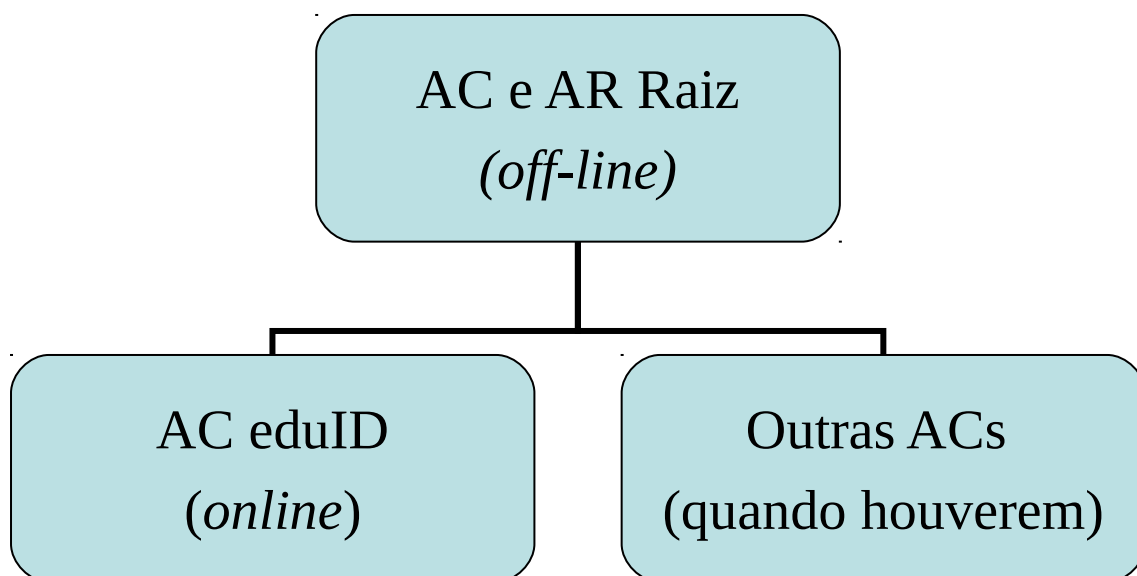 AC e AR Raiz
(off-line)
AC eduID
(online)
Outras ACs
(quando houverem)